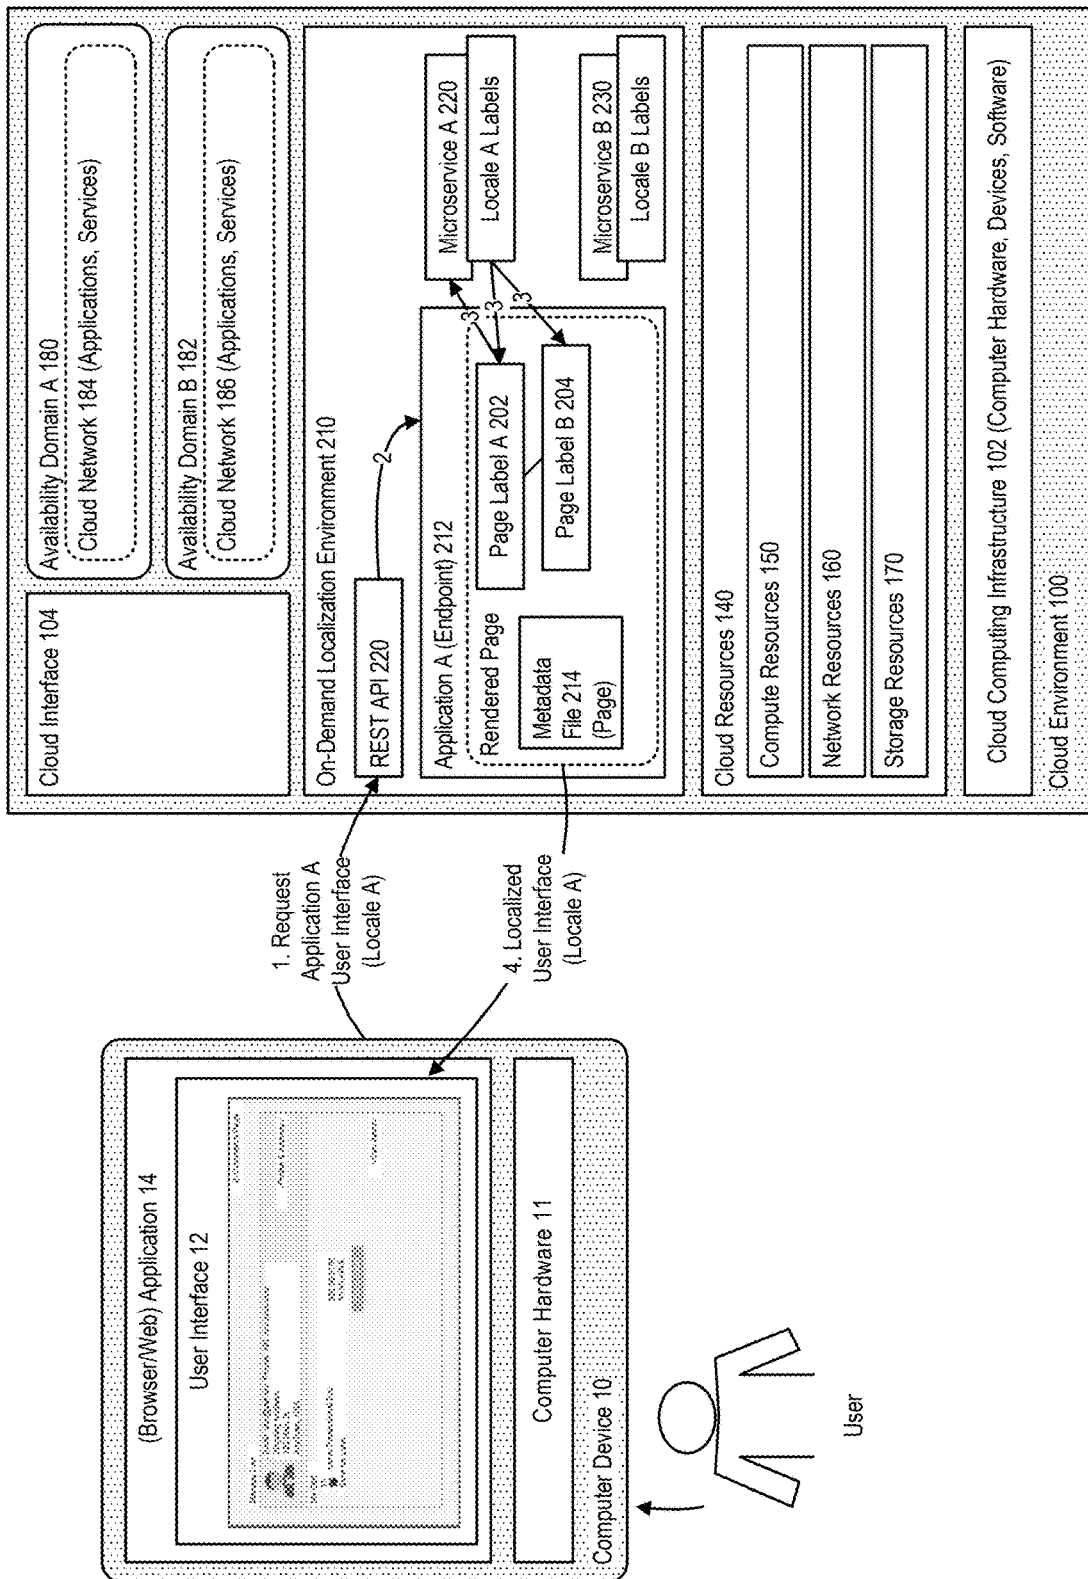 Cloud Interface 104
Availability Domain A 180
Cloud Network 184 (Applications, Services)
Availability Domain B 182
Cloud Network 186 (Applications, Services)
On-Demand Localization Environment 210
REST API 220
2
Application A (Endpoint) 212
Rendered Page
Metadata
File 214
(Page)
Page Label A 202
Page Label B 204
3
3
3
Microservice A 220
Locale A Labels
Microservice B 230
Locale B Labels
Cloud Resources 140
Compute Resources 150
Network Resources 160
Storage Resources 170
Cloud Computing Infrastructure 102 (Computer Hardware, Devices, Software)
Cloud Environment 100
1. Request
Application A
User Interface
(Locale A)
4. Localized
User Interface
(Locale A)
(Browser/Web) Application 14
User Interface 12
Computer Hardware 11
Computer Device 10
User